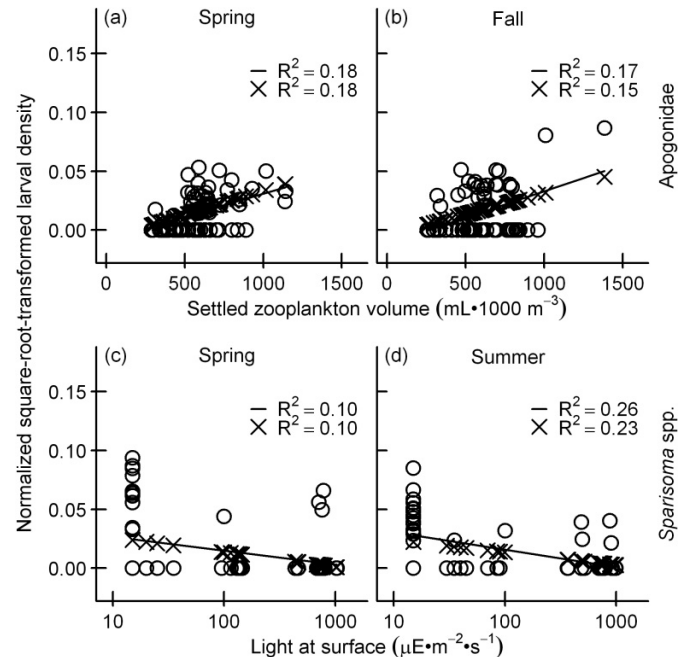 (a) Spring
(b) Fall
0.15
0.10
0.05
0.00
— R² = 0.18
× R² = 0.18
— R² = 0.17
× R² = 0.15
Apogonidae
0 500 1000 1500
0 500 1000 1500
Settled zooplankton volume (mL•1000 m⁻³)
Normalized square-root-transformed larval density
(c) Spring
(d) Summer
0.15
0.10
0.05
0.00
— R² = 0.10
× R² = 0.10
— R² = 0.26
× R² = 0.23
Sparisoma spp.
10 100 1000
10 100 1000
Light at surface (µE•m⁻²•s⁻¹)